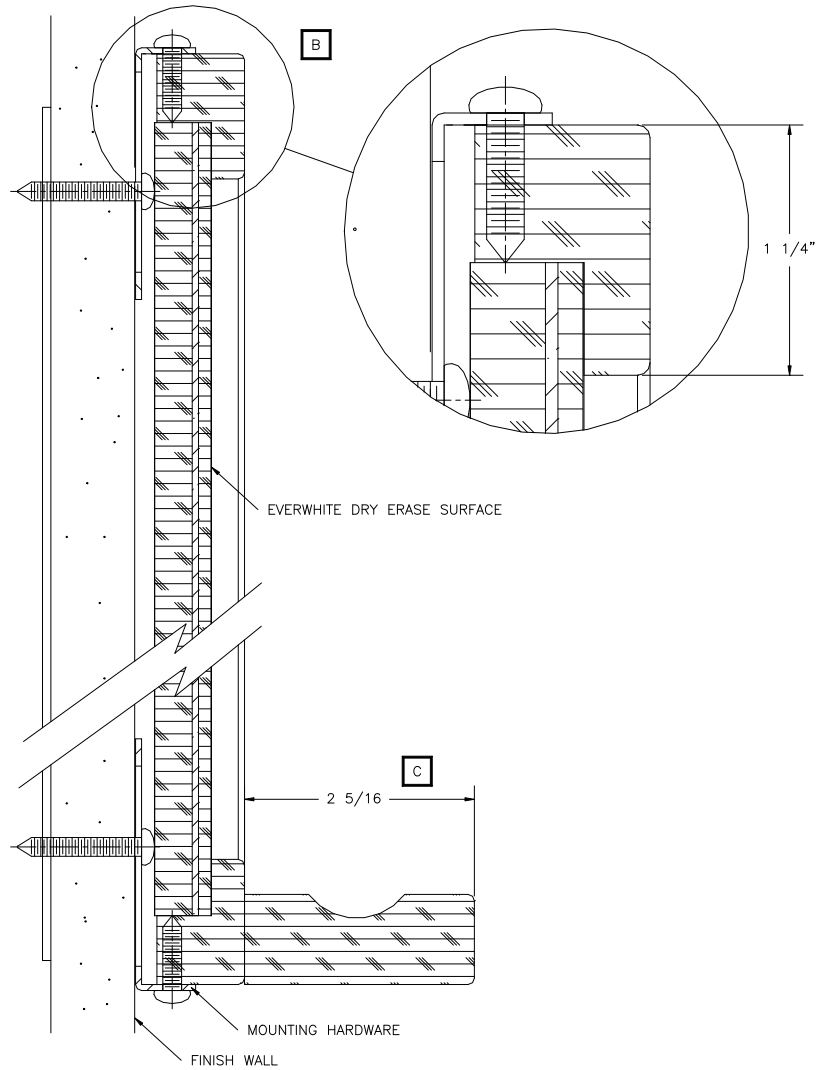 B
1 1/4"
EVERWHITE DRY ERASE SURFACE
C
2 5/16
MOUNTING HARDWARE
FINISH WALL